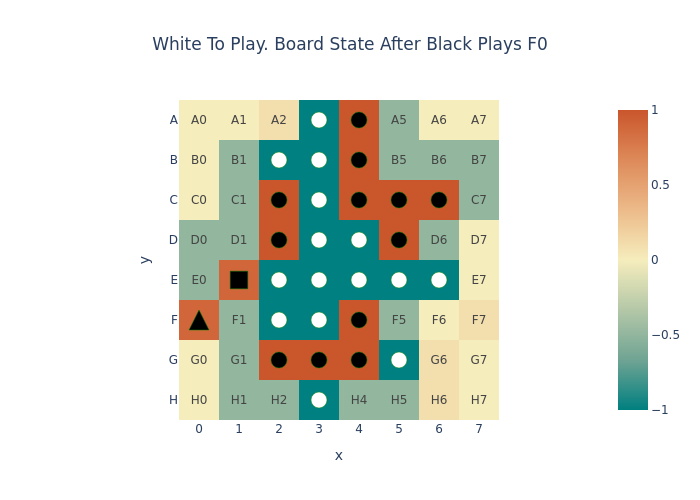 White To Play. Board State After Black Plays F0
A A0 A1 A2 A5 A6 A7
B B0 B1 B5 B6 B7
C C0 C1 C7
D D0 D1 D6 D7
E E0 E7
F F1 F5 F6 F7
G G0 G1 G6 G7
H H0 H1 H2 H4 H5 H6 H7
0 1 2 3 4 5 6 7
x
y
1
0.5
0
−0.5
−1